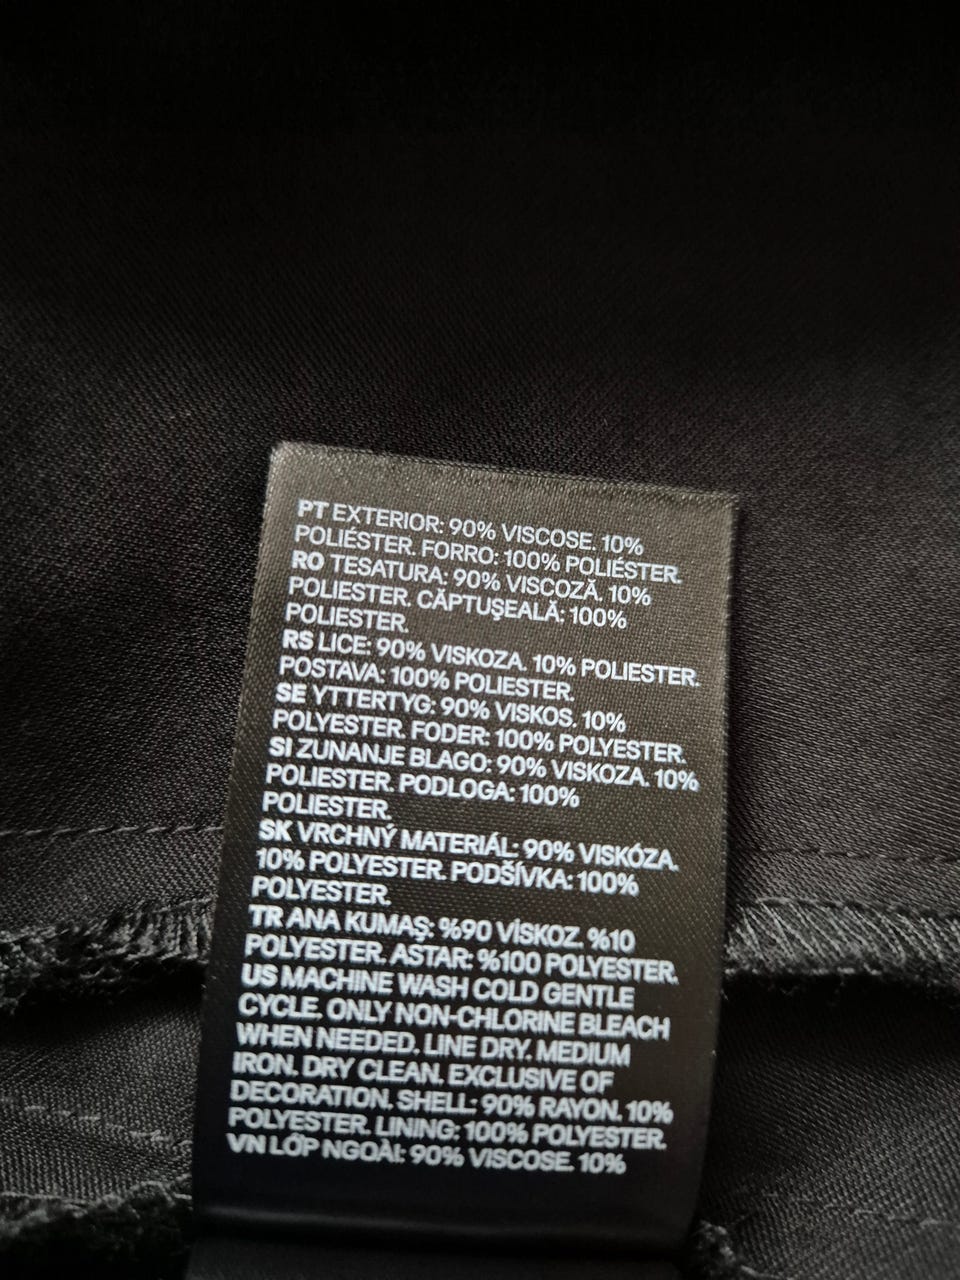 PT EXTERIOR: 90% VISCOSE. 10%
POLIÉSTER. FORRO: 100% POLIÉSTER.
RO TESATURA: 90% VISCOZĂ. 10%
POLIESTER. CĂPTUŞEALĂ: 100%
POLIESTER.
RS LICE: 90% VISKOZA. 10% POLIESTER.
POSTAVA: 100% POLIESTER.
SE YTTERTYG: 90% VISKOS. 10%
POLYESTER. FODER: 100% POLYESTER.
SI ZUNANJE BLAGO: 90% VISKOZA. 10%
POLIESTER. PODLOGA: 100%
POLIESTER.
SK VRCHNÝ MATERIÁL: 90% VISKÓZA.
10% POLYESTER. PODŠÍVKA: 100%
POLYESTER.
TR ANA KUMAŞ: %90 VİSKOZ. %10
POLYESTER. ASTAR: %100 POLYESTER.
US MACHINE WASH COLD GENTLE
CYCLE. ONLY NON-CHLORINE BLEACH
WHEN NEEDED. LINE DRY. MEDIUM
IRON. DRY CLEAN. EXCLUSIVE OF
DECORATION. SHELL: 90% RAYON. 10%
POLYESTER. LINING: 100% POLYESTER.
VN LỚP NGOÀI: 90% VISCOSE. 10%